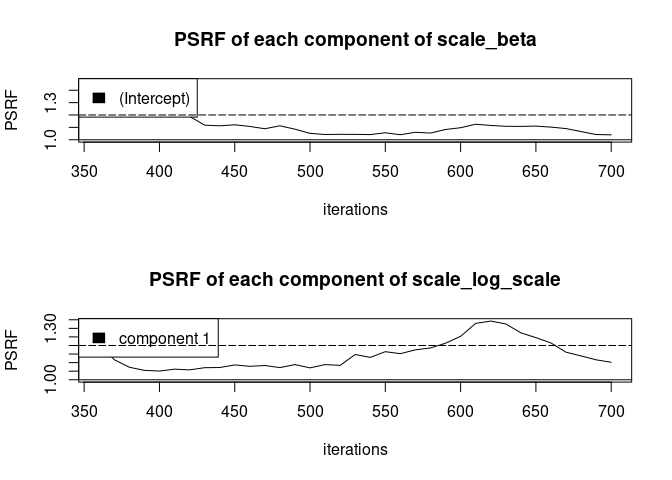 PSRF of each component of scale_beta
PSRF
1.3
1.0
(Intercept)
350 400 450 500 550 600 650 700
iterations
PSRF of each component of scale_log_scale
PSRF
1.30
1.00
component 1
350 400 450 500 550 600 650 700
iterations